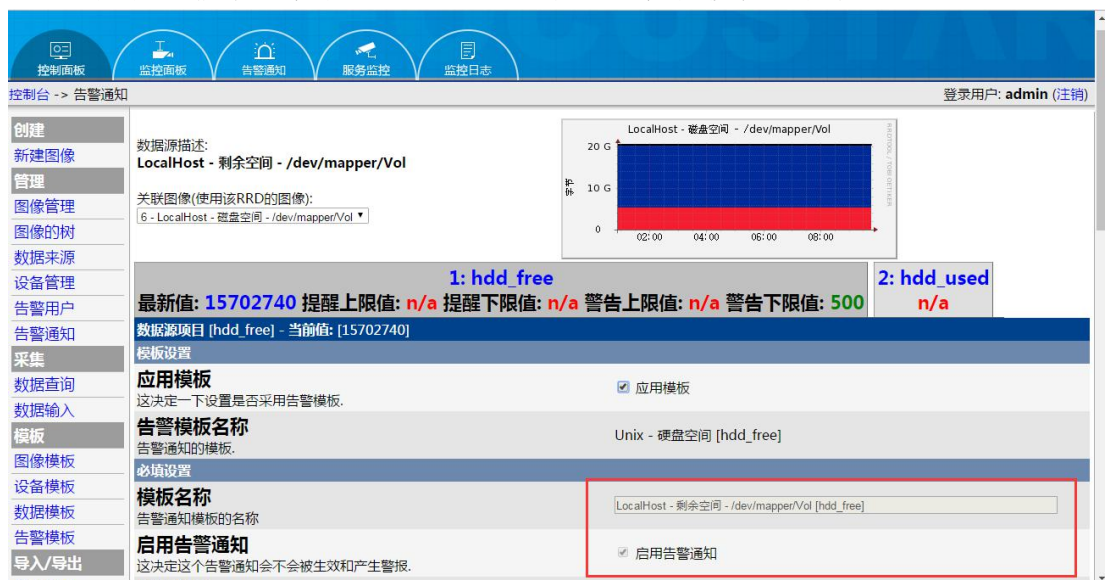 控制面板
监控面板
告警通知
服务监控
监控日志
控制台 -> 告警通知
登录用户: admin (注销)
创建
新建图像
管理
图像管理
图像的树
数据来源
设备管理
告警用户
告警通知
采集
数据查询
数据输入
模板
图像模板
设备模板
数据模板
告警模板
导入/导出
数据源描述:
LocalHost - 剩余空间 - /dev/mapper/Vol
关联图像(使用该RRD的图像):
6 - LocalHost - 磁盘空间 - /dev/mapper/Vol
LocalHost - 磁盘空间 - /dev/mapper/Vol
20 G
10 G
0
字节
02:00 04:00 06:00 08:00
RRDTOOL / TOBI OETIKER
1: hdd_free
最新值: 15702740 提醒上限值: n/a 提醒下限值: n/a 警告上限值: n/a 警告下限值: 500
2: hdd_used
n/a
数据源项目 [hdd_free] - 当前值: [15702740]
模板设置
应用模板
这决定一下设置是否采用告警模板.
应用模板
告警模板名称
告警通知的模板.
Unix - 硬盘空间 [hdd_free]
必填设置
模板名称
告警通知模板的名称
LocalHost - 剩余空间 - /dev/mapper/Vol [hdd_free]
启用告警通知
这决定这个告警通知会不会被生效和产生警报.
启用告警通知